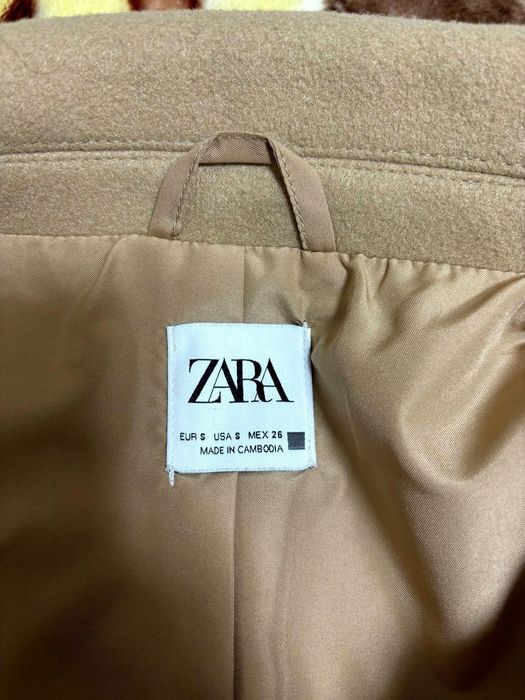 ZARA
EUR S USA S MEX 26
MADE IN CAMBODIA